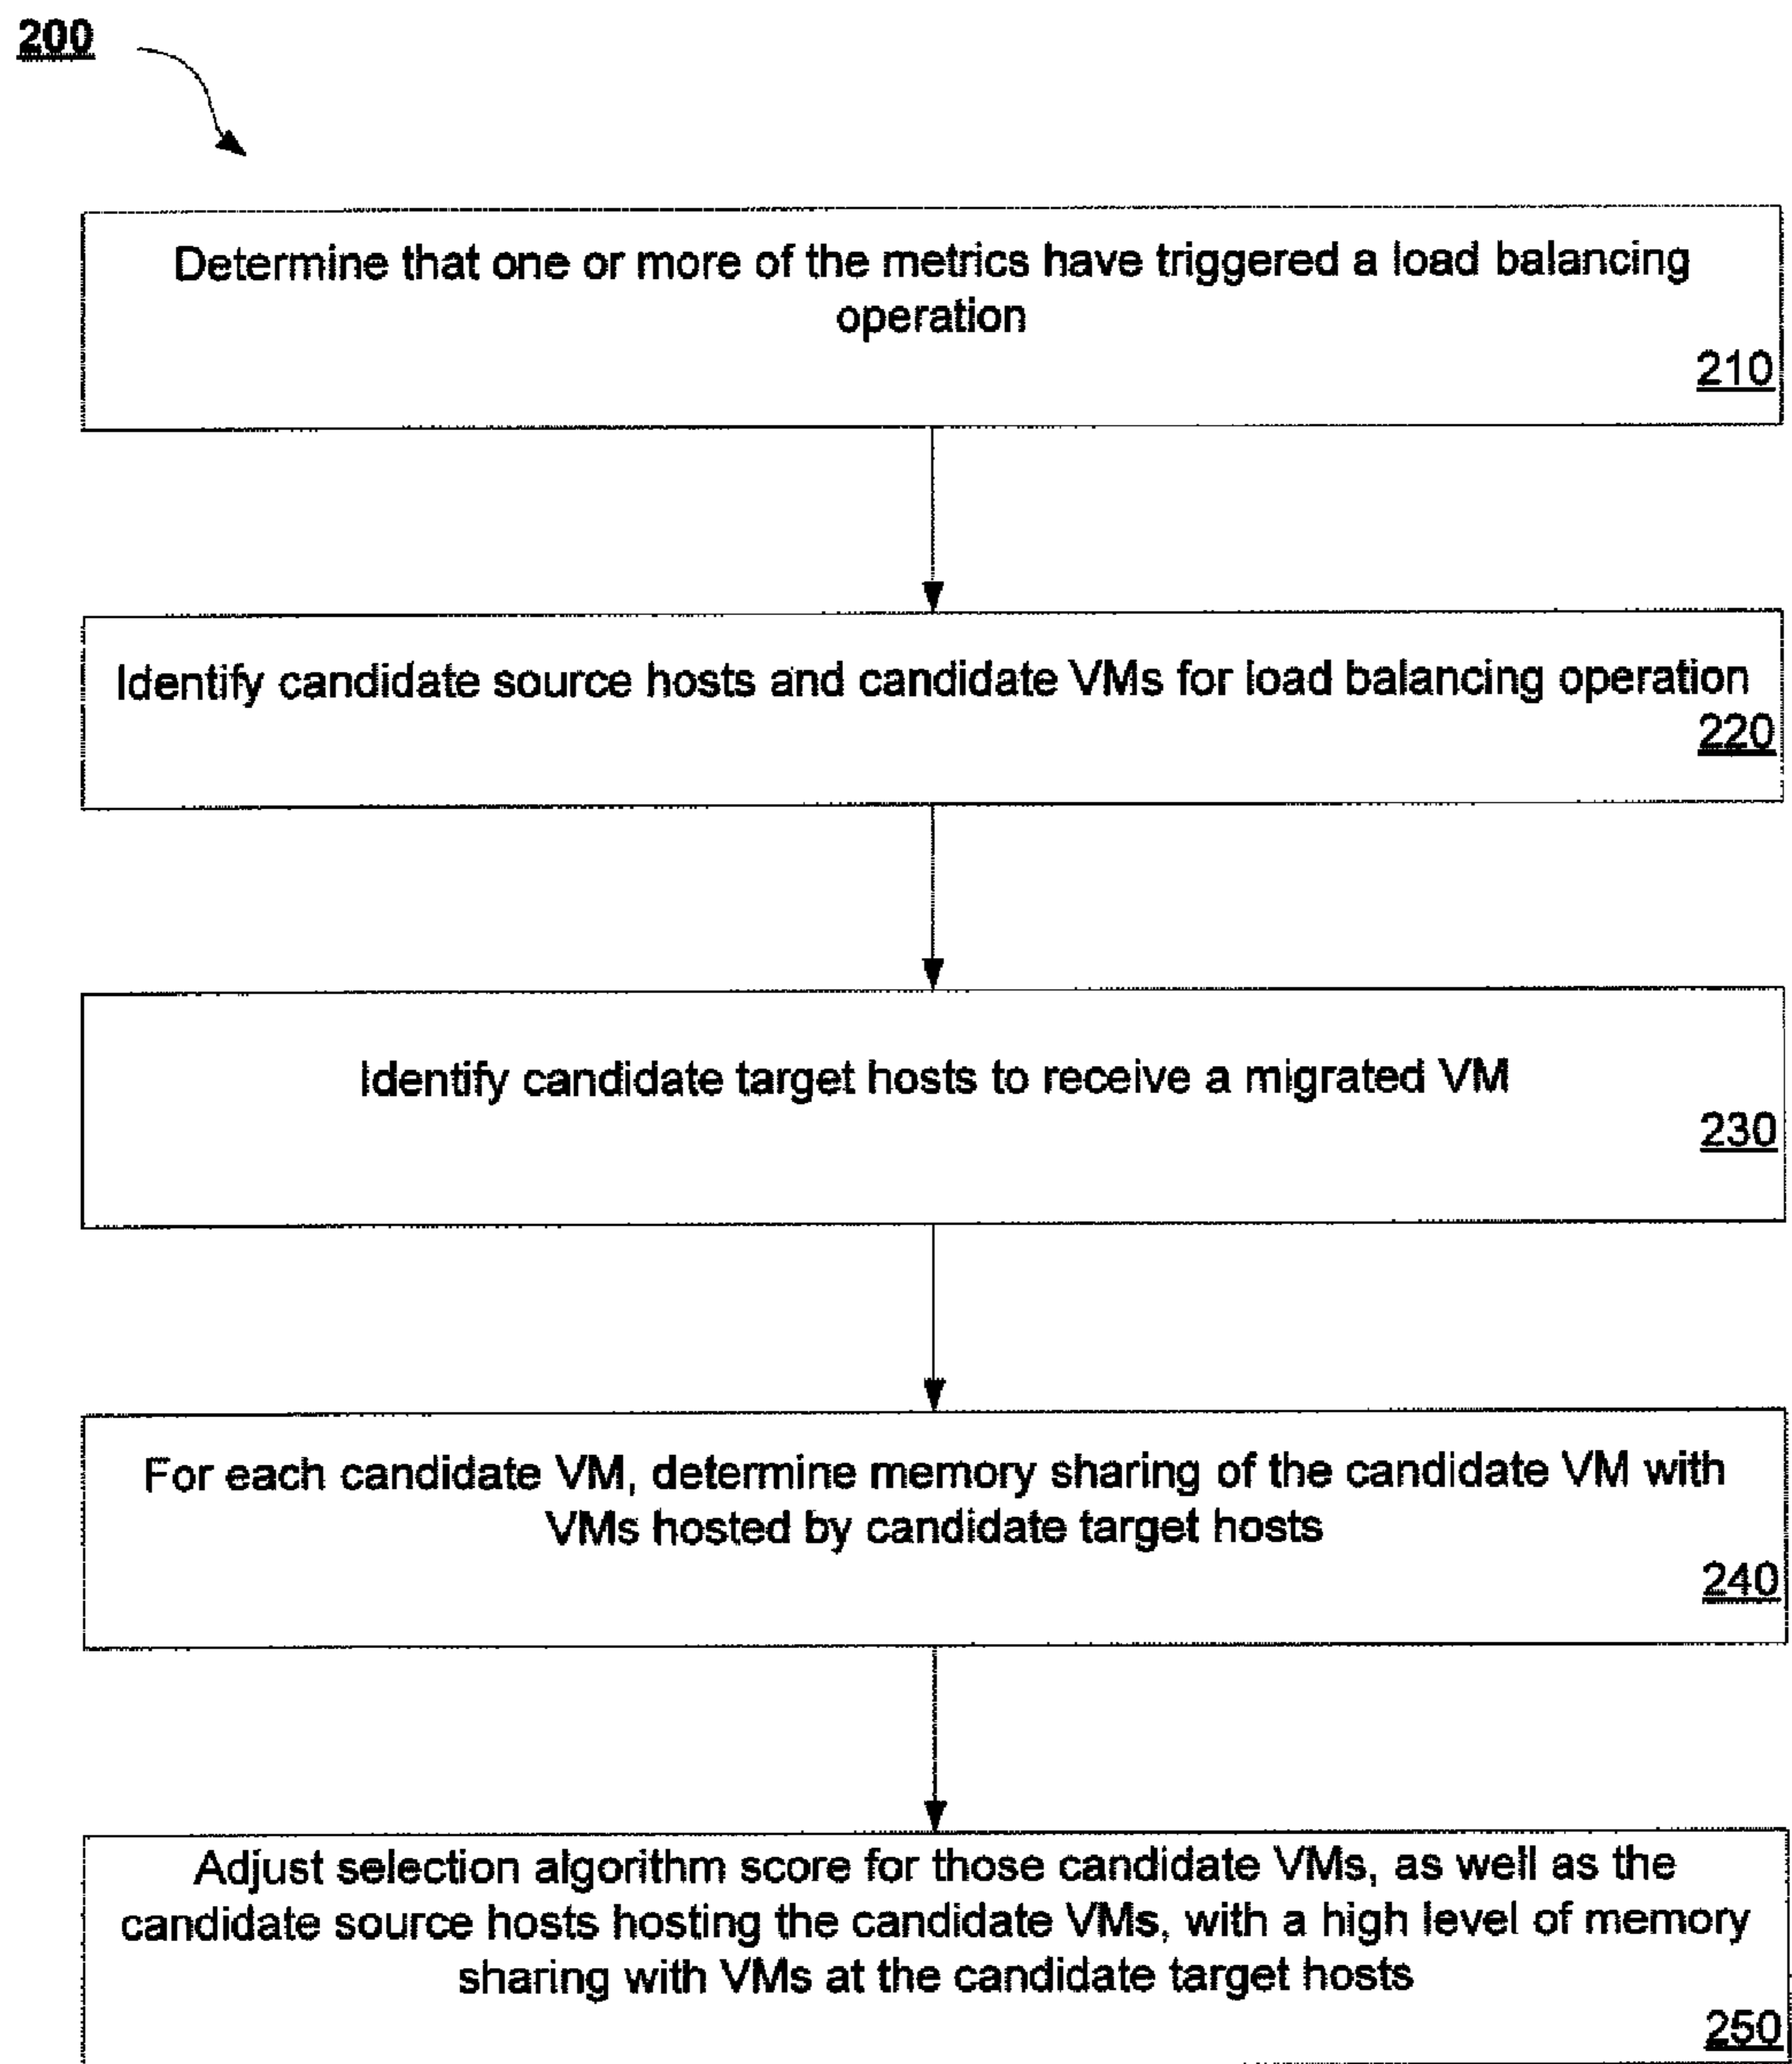 200
Determine that one or more of the metrics have triggered a load balancing
operation
210
Identify candidate source hosts and candidate VMs for load balancing operation
220
Identify candidate target hosts to receive a migrated VM
230
For each candidate VM, determine memory sharing of the candidate VM with
VMs hosted by candidate target hosts
240
Adjust selection algorithm score for those candidate VMs, as well as the
candidate source hosts hosting the candidate VMs, with a high level of memory
sharing with VMs at the candidate target hosts
250